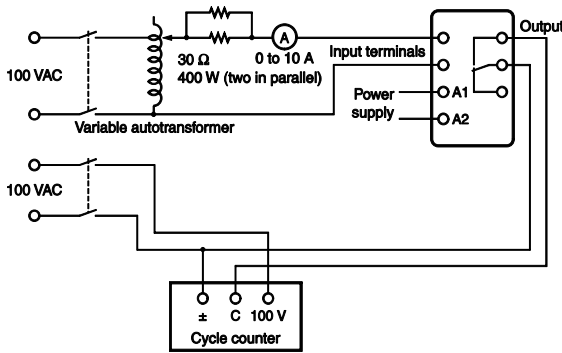 Output
A
30 Ω
0 to 10 A
Input terminals
100 VAC
400 W (two in parallel)
Power
supply
A1
A2
Variable autotransformer
100 VAC
± C 100 V
Cycle counter